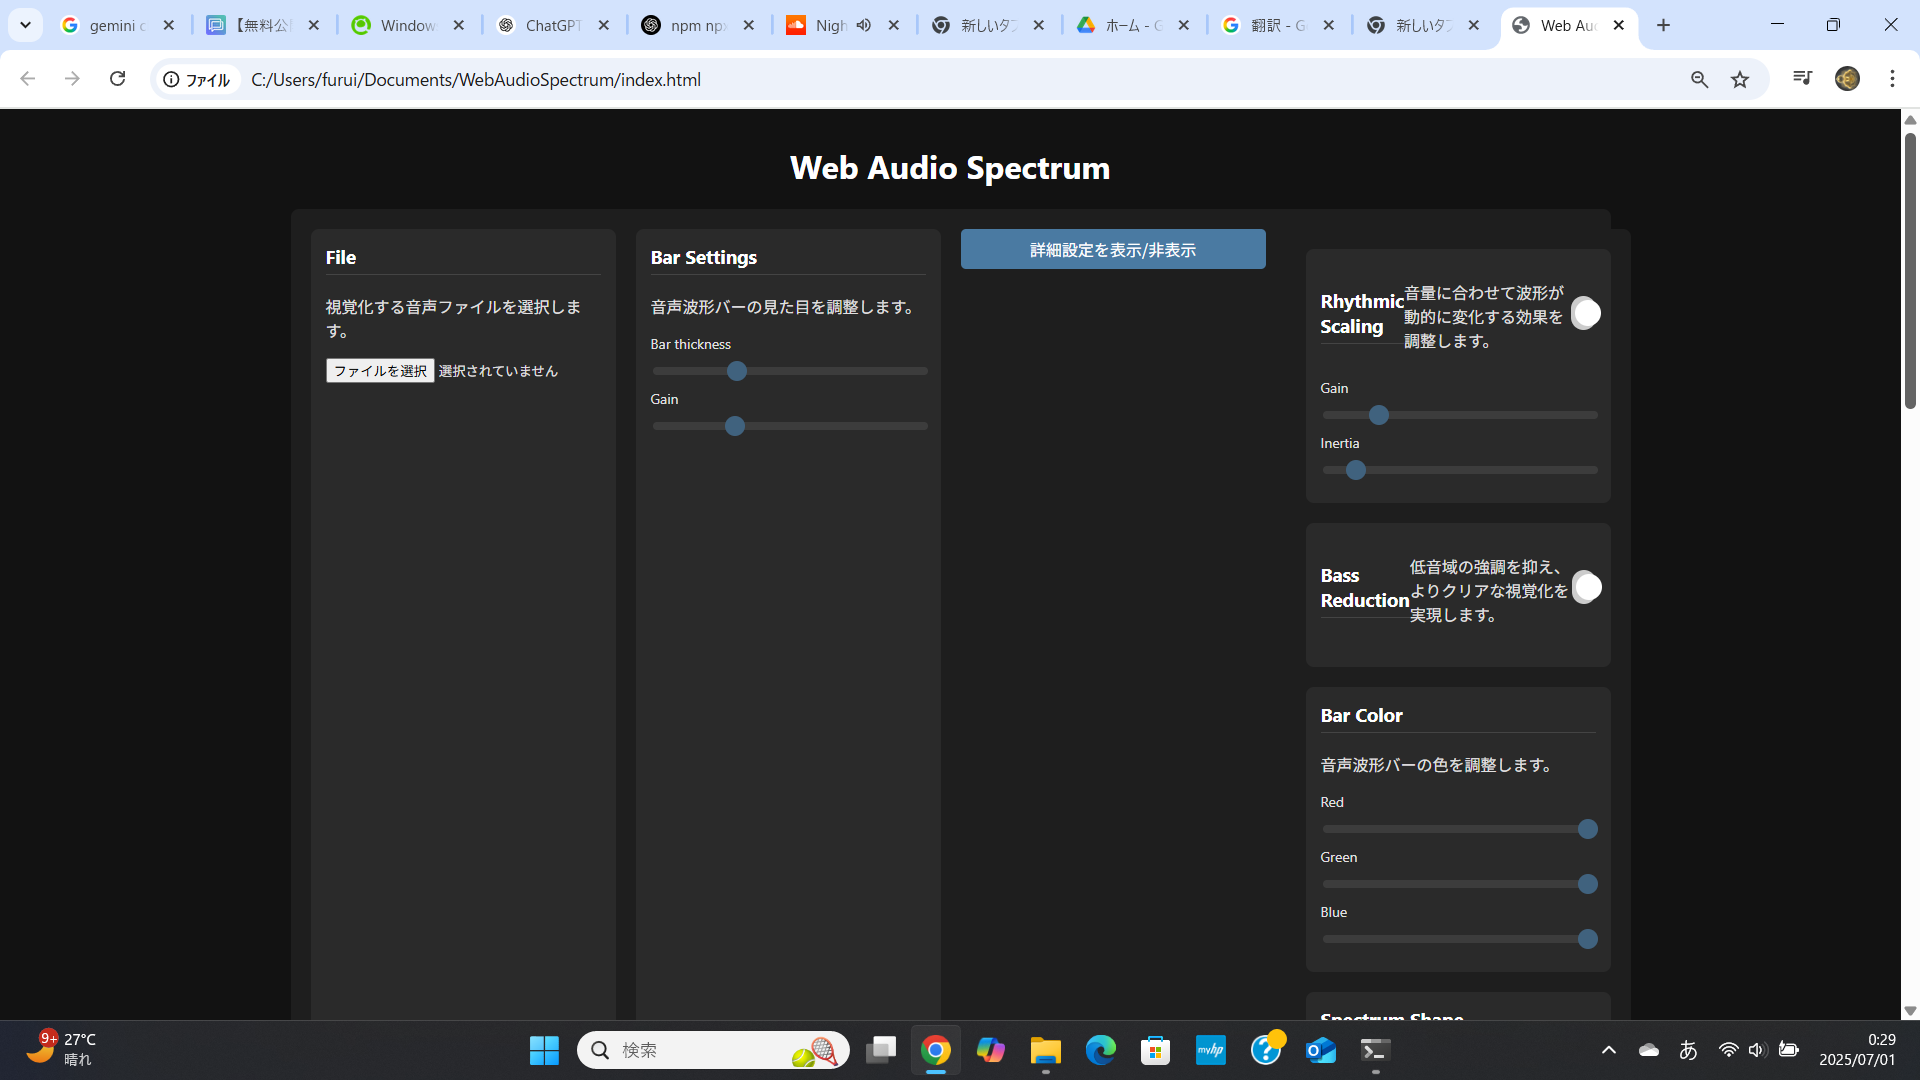 gemini c
【無料公開
Window
ChatGPT
npm npx
Nigh
新しいタブ
ホーム - G
翻訳 - G
新しいタブ
Web Aud
ファイル
C:/Users/furui/Documents/WebAudioSpectrum/index.html
Web Audio Spectrum
File
視覚化する音声ファイルを選択しま
す。
ファイルを選択 選択されていません
Bar Settings
音声波形バーの見た目を調整します。
Bar thickness
Gain
詳細設定を表示/非表示
Rhythmic
Scaling
音量に合わせて波形が
動的に変化する効果を
調整します。
Gain
Inertia
Bass
Reduction
低音域の強調を抑え、
よりクリアな視覚化を
実現します。
Bar Color
音声波形バーの色を調整します。
Red
Green
Blue
Spectrum Shape
9+
27°C
晴れ
検索
myhp
あ
0:29
2025/07/01